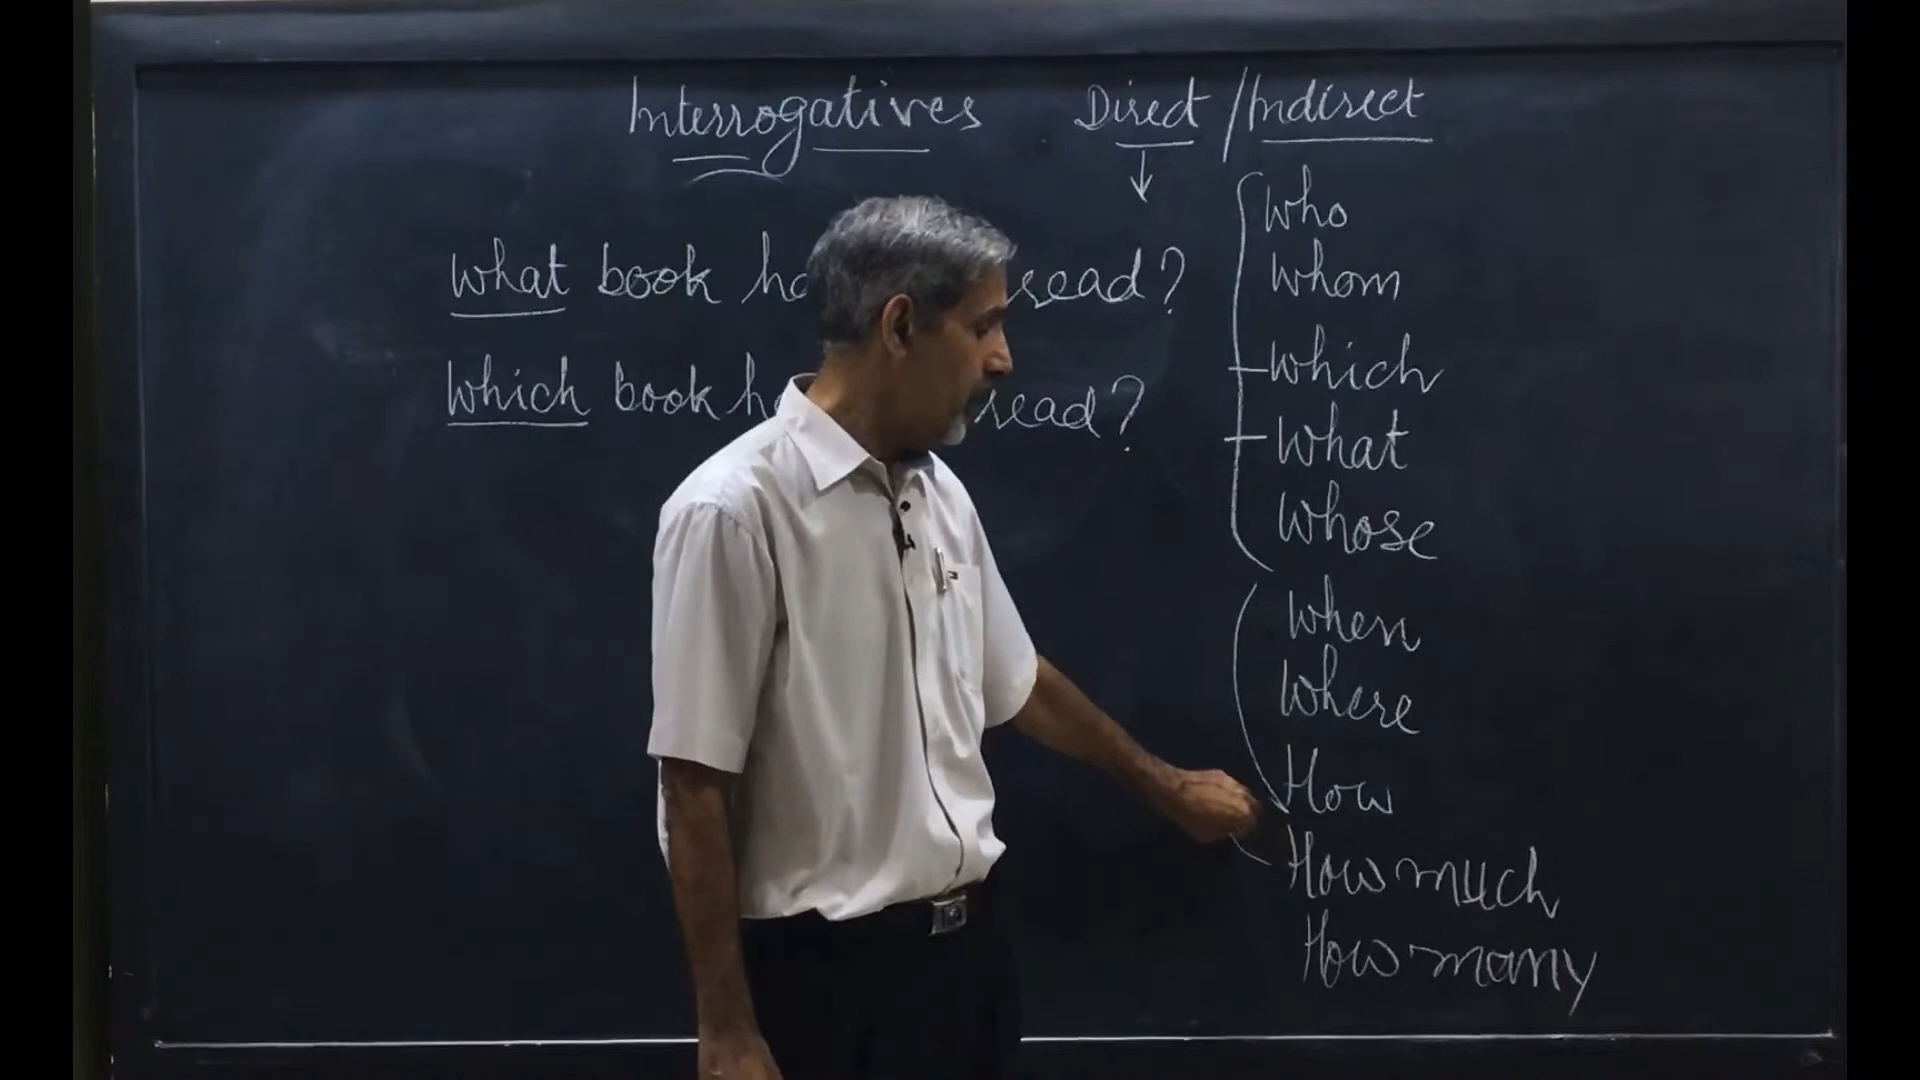 Interrogatives Direct / Indirect
what book ha read?
Which book h read?
Who
Whom
Which
What
Whose
When
Where
How
How much
How many